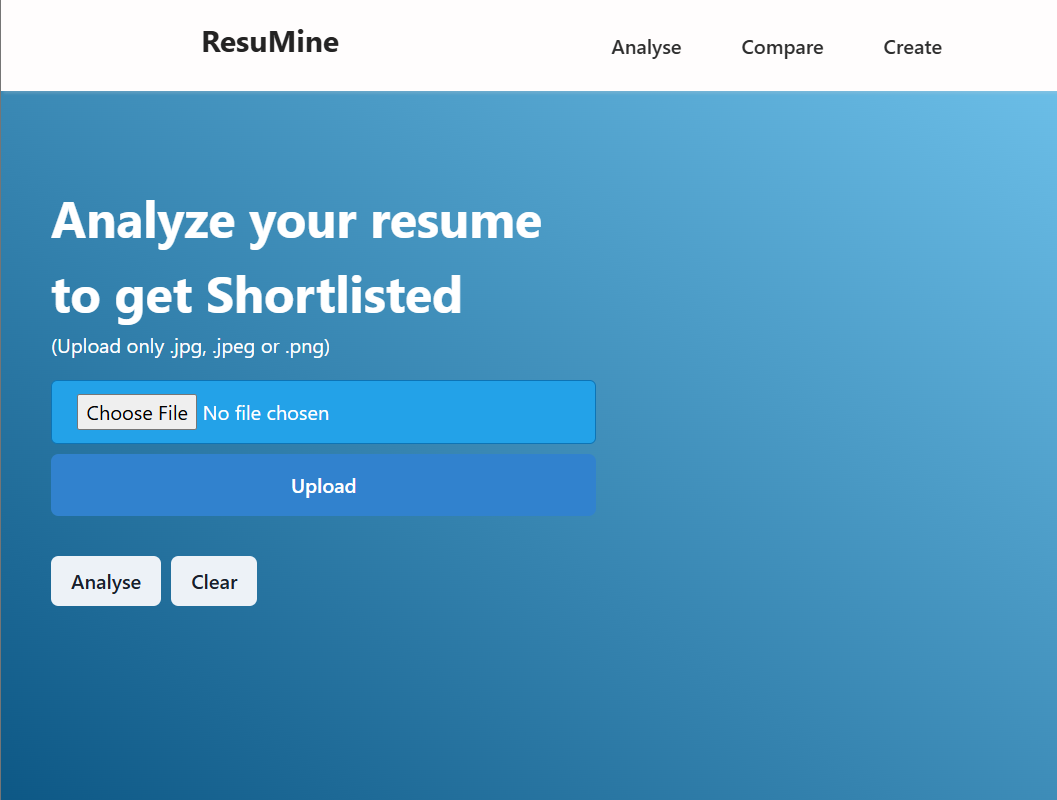 ResuMine
Analyse Compare Create
Analyze your resume
to get Shortlisted
(Upload only .jpg, .jpeg or .png)
Choose File No file chosen
Upload
Analyse Clear